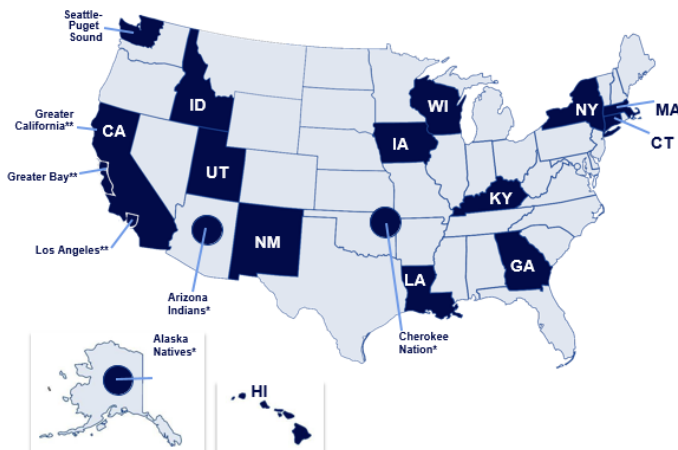 Seattle-
Puget
Sound
ID
WI
NY
MA
Greater
California**
CA
IA
CT
UT
Greater Bay**
KY
Los Angeles**
NM
GA
LA
Arizona
Indians*
Cherokee
Nation*
Alaska
Natives*
HI